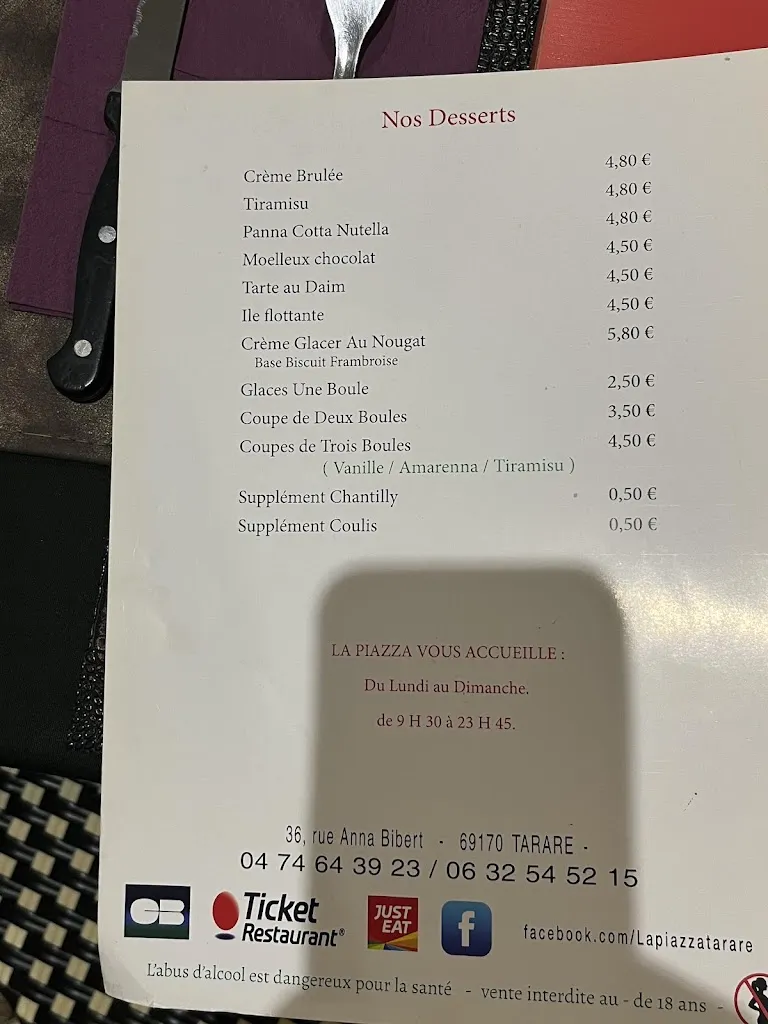 Nos Desserts
Crème Brulée 4,80 €
Tiramisu 4,80 €
Panna Cotta Nutella 4,80 €
Moelleux chocolat 4,50 €
Tarte au Daim 4,50 €
Ile flottante 4,50 €
Crème Glacer Au Nougat 5,80 €
Base Biscuit Frambroise
Glaces Une Boule 2,50 €
Coupe de Deux Boules 3,50 €
Coupes de Trois Boules 4,50 €
( Vanille / Amarenna / Tiramisu )
Supplément Chantilly 0,50 €
Supplément Coulis 0,50 €
LA PIAZZA VOUS ACCUEILLE :
Du Lundi au Dimanche.
de 9 H 30 à 23 H 45.
36, rue Anna Bibert - 69170 TARARE -
04 74 64 39 23 / 06 32 54 52 15
CB Ticket Restaurant® JUST EAT f facebook.com/Lapiazzatarare
L'abus d'alcool est dangereux pour la santé - vente interdite au - de 18 ans -